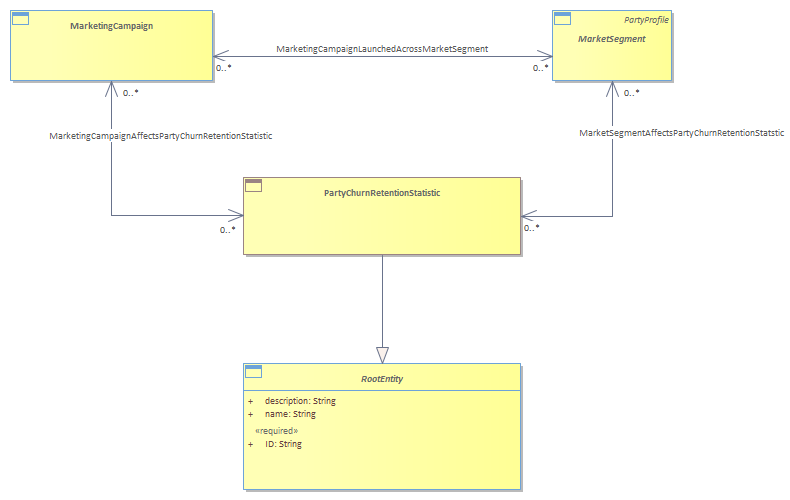 MarketingCampaign
PartyProfile
MarketSegment
MarketingCampaignLaunchedAcrossMarketSegment
0..*
0..*
0..*
0..*
MarketingCampaignAffectsPartyChurnRetentionStatistic
MarketSegmentAffectsPartyChurnRetentionStatstic
PartyChurnRetentionStatistic
0..*
0..*
RootEntity
+ description: String
+ name: String
«required»
+ ID: String